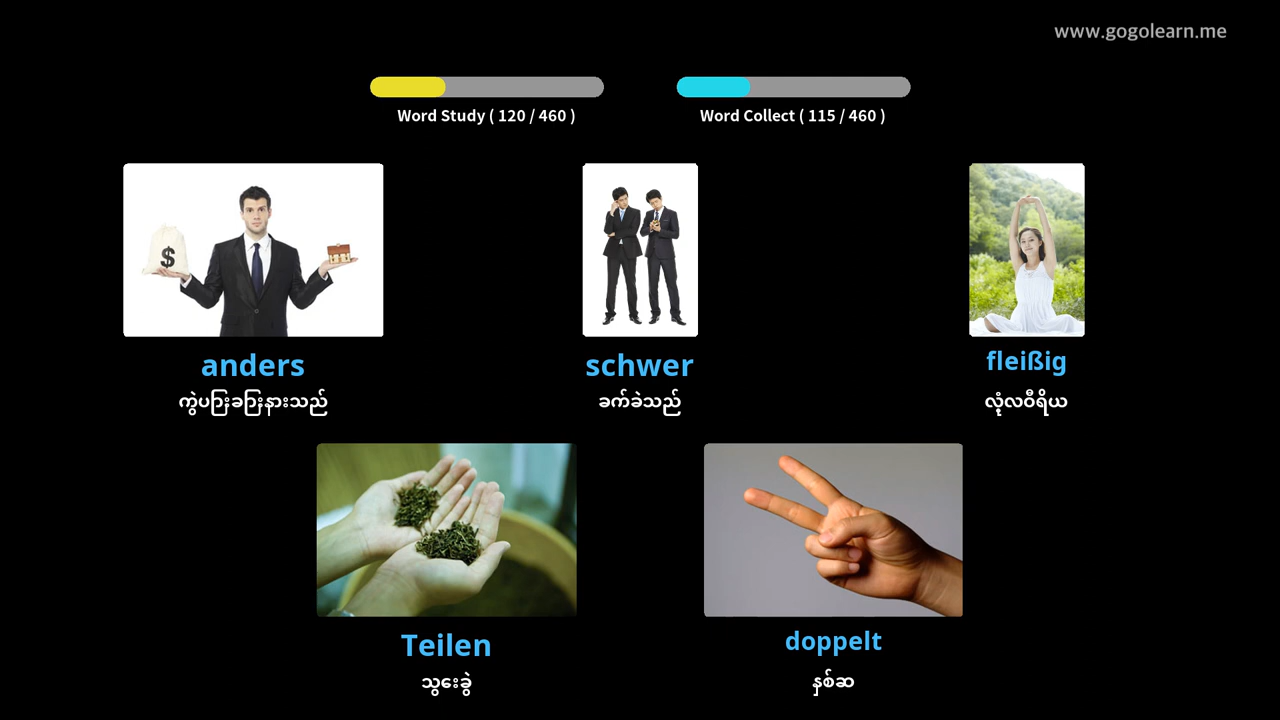 www.gogolearn.me
Word Study ( 120 / 460 )
Word Collect ( 115 / 460 )
$
anders
schwer
fleißig
ကွဲပြားခြားနားသည်
ခက်ခဲသည်
လုံ့လဝီရိယ
Teilen
doppelt
သွေးခွဲ
နှစ်ဆ